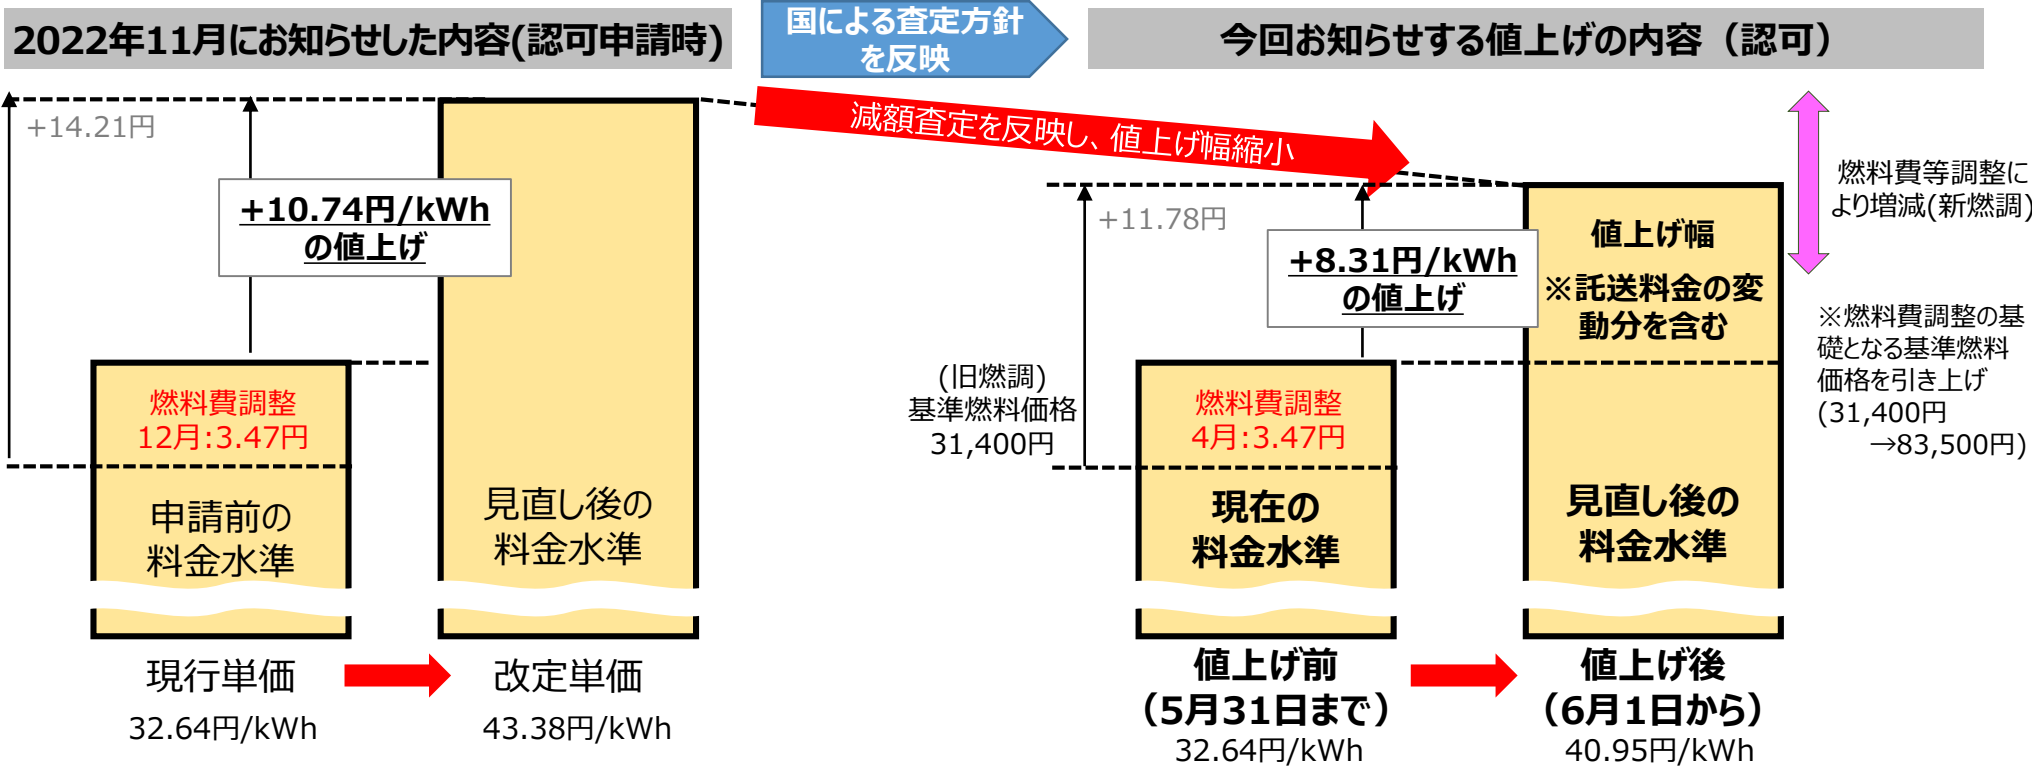 2022年11月にお知らせした内容(認可申請時)
国による査定方針
を反映
今回お知らせする値上げの内容（認可）
+14.21円
+10.74円/kWh
の値上げ
燃料費調整
12月:3.47円
申請前の
料金水準
見直し後の
料金水準
現行単価
32.64円/kWh
改定単価
43.38円/kWh
減額査定を反映し、値上げ幅縮小
+11.78円
+8.31円/kWh
の値上げ
(旧燃調)
基準燃料価格
31,400円
燃料費調整
4月:3.47円
現在の
料金水準
値上げ幅
※託送料金の変
動分を含む
見直し後の
料金水準
燃料費等調整に
より増減(新燃調)
※燃料費調整の基
礎となる基準燃料
価格を引き上げ
(31,400円
→83,500円)
値上げ前
（5月31日まで）
32.64円/kWh
値上げ後
（6月1日から）
40.95円/kWh